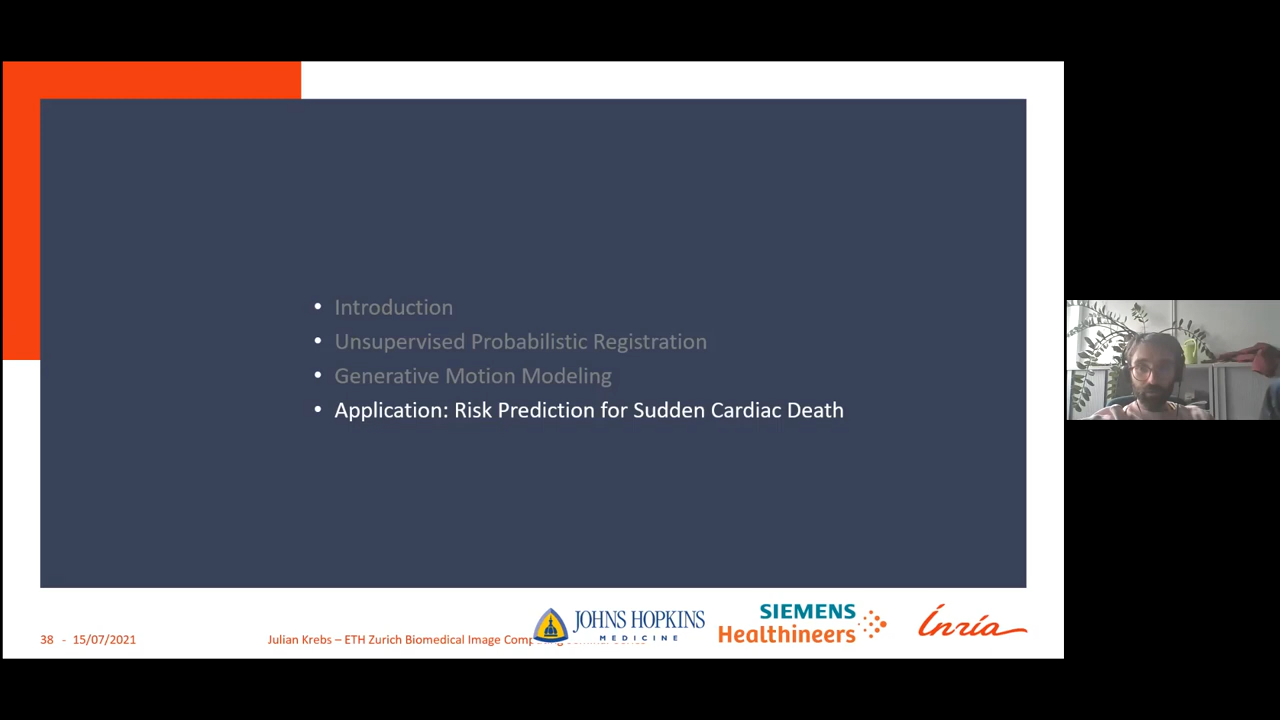 Introduction
Unsupervised Probabilistic Registration
Generative Motion Modeling
Application: Risk Prediction for Sudden Cardiac Death
38 - 15/07/2021
Julian Krebs – ETH Zurich Biomedical Image
JOHNS HOPKINS
MEDICINE
SIEMENS
Healthineers
Inria